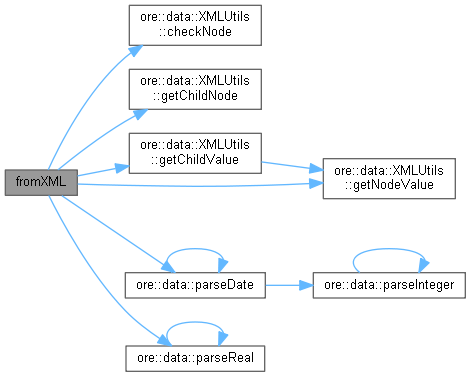 ore::data::XMLUtils
::checkNode
ore::data::XMLUtils
::getChildNode
ore::data::XMLUtils
::getChildValue
ore::data::XMLUtils
::getNodeValue
fromXML
ore::data::parseDate
ore::data::parseInteger
ore::data::parseReal